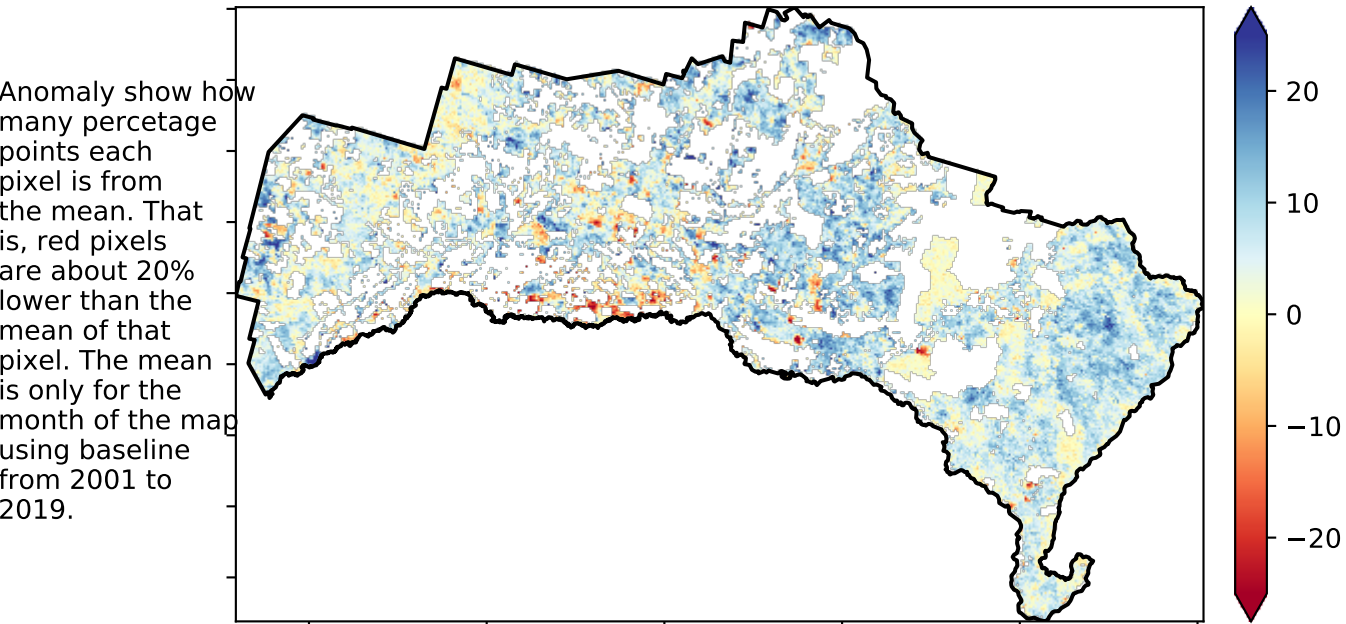 Anomaly show how
many percetage
points each
pixel is from
the mean. That
is, red pixels
are about 20%
lower than the
mean of that
pixel. The mean
is only for the
month of the map
using baseline
from 2001 to
2019.
20
10
0
−10
−20